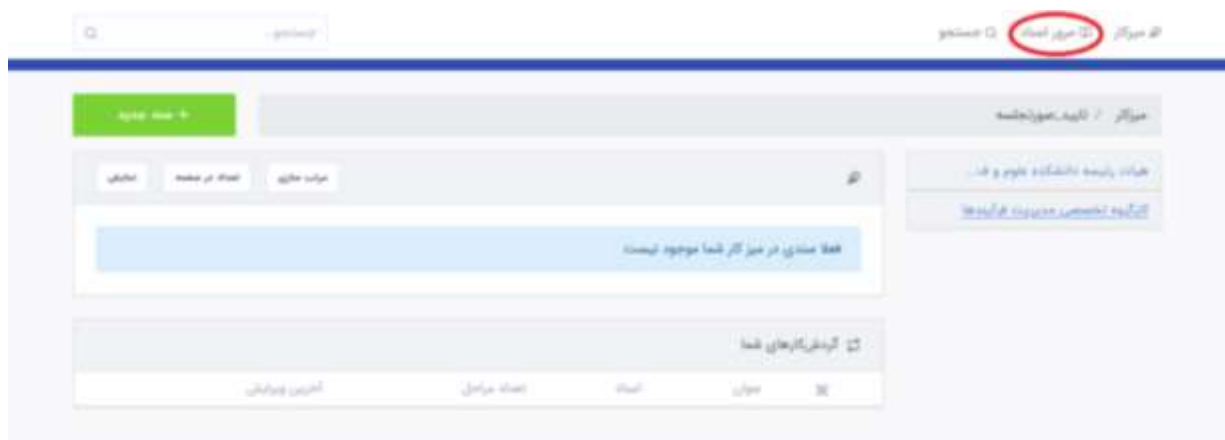 میزکار مرور اسناد جستجو
جستجو...
میزکار / تایید_صورتجلسه
+ سند جدید
هیات رئیسه دانشکده علوم و فن...
کارگروه تخصصی مدیریت فرآیندها
مرتب سازی تعداد در صفحه نمایش
فعلا سندی در میز کار شما موجود نیست
گردش‌کارهای شما
عنوان اسناد تعداد مراحل آخرین ویرایش